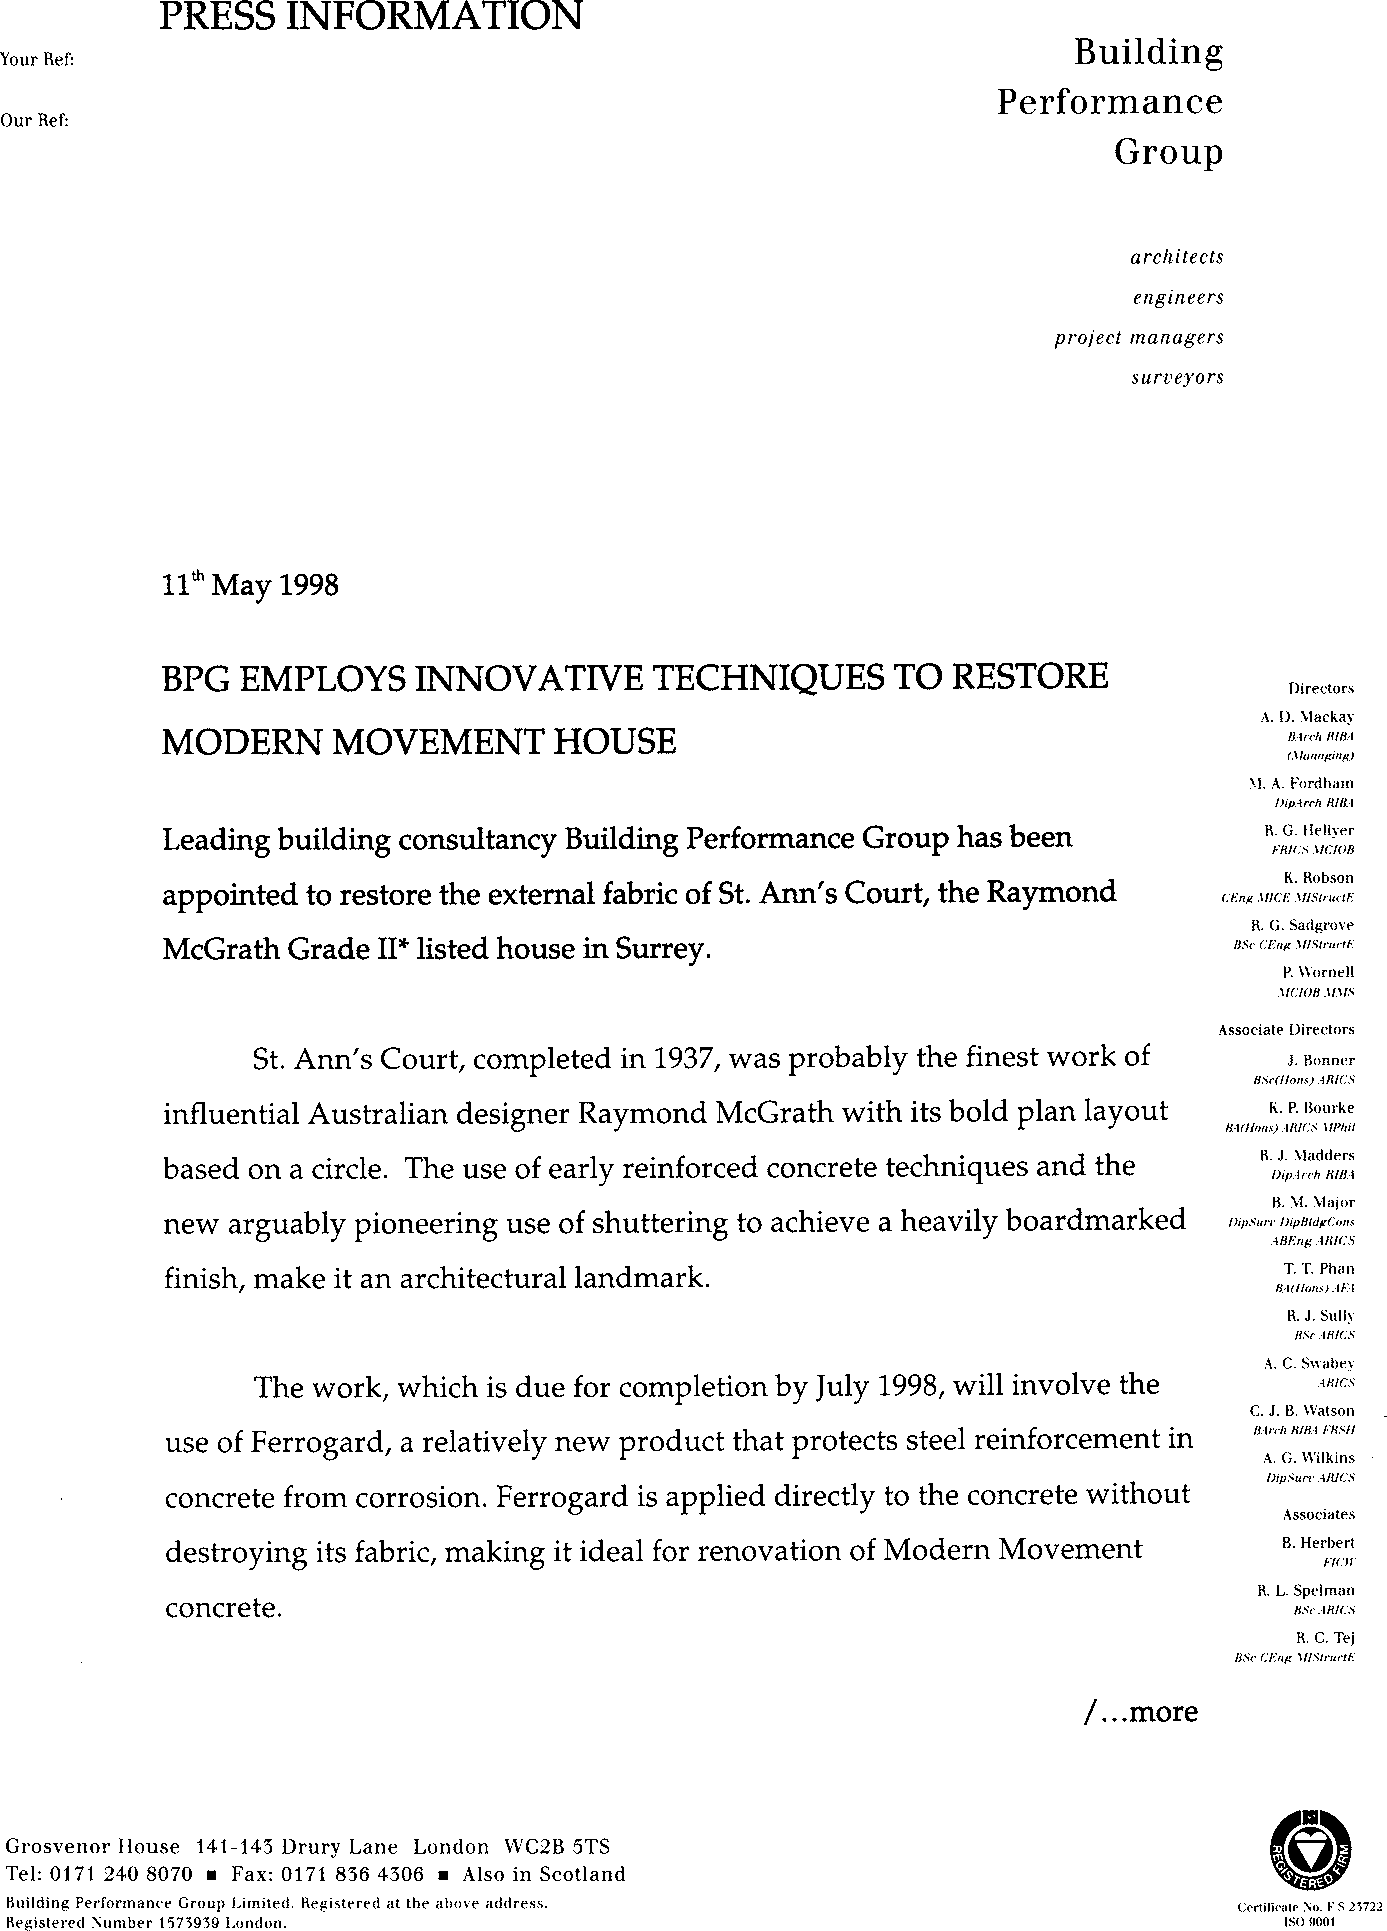 PRESS INFORMATION
Your Ref:
Our Ref:
Building
Performance
Group
architects
engineers
project managers
surveyors
11th May 1998
BPG EMPLOYS INNOVATIVE TECHNIQUES TO RESTORE
MODERN MOVEMENT HOUSE
Leading building consultancy Building Performance Group has been
appointed to restore the external fabric of St. Ann's Court, the Raymond
McGrath Grade II* listed house in Surrey.
St. Ann's Court, completed in 1937, was probably the finest work of
influential Australian designer Raymond McGrath with its bold plan layout
based on a circle. The use of early reinforced concrete techniques and the
new arguably pioneering use of shuttering to achieve a heavily boardmarked
finish, make it an architectural landmark.
The work, which is due for completion by July 1998, will involve the
use of Ferrogard, a relatively new product that protects steel reinforcement in
concrete from corrosion. Ferrogard is applied directly to the concrete without
destroying its fabric, making it ideal for renovation of Modern Movement
concrete.
/...more
Directors
A. D. Mackay
BArch RIBA
(Managing)
M. A. Fordham
DipArch RIBA
R. G. Hellyer
FRICS MCIOB
K. Robson
CEng MICE MIStructE
R. G. Sadgrove
BSc CEng MIStructE
P. Wornell
MCIOB MIMS
Associate Directors
J. Bonner
BSc(Hons) ARICS
K. P. Bourke
BA(Hons) ARICS MPhil
R. J. Madders
DipArch RIBA
B. M. Major
DipSurv DipBldgCons
ABEng ARICS
T. T. Phan
BA(Hons)
R. J. Sully
BSc ARICS
A. C. Swabey
ARICS
C. J. B. Watson
BArch RIBA FRSH
A. G. Wilkins
DipSurv ARICS
Associates
B. Herbert
R. L. Spelman
BSc ARICS
R. C. Tej
BSc CEng MIStructE
Grosvenor House 141-143 Drury Lane London WC2B 5TS
Tel: 0171 240 8070 ■ Fax: 0171 836 4306 ■ Also in Scotland
Building Performance Group Limited. Registered at the above address.
Registered Number 1573939 London.
REGISTERED FIRM
Certificate No. F S 23722
ISO 9001